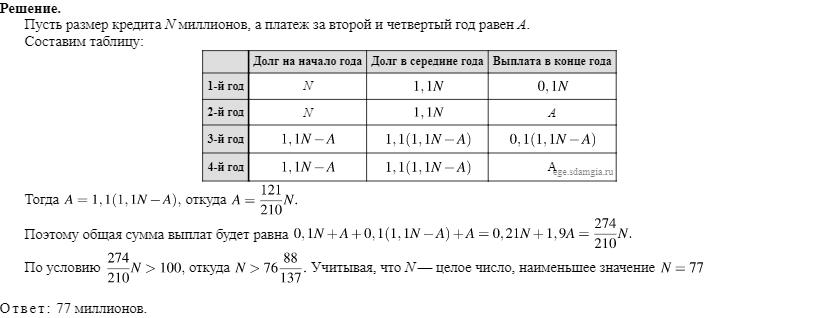 Решение.
Пусть размер кредита N миллионов, а платеж за второй и четвертый год равен A.
Составим таблицу:
Долг на начало года Долг в середине года Выплата в конце года
1-й год N 1,1N 0,1N
2-й год N 1,1N A
3-й год 1,1N − A 1,1(1,1N − A) 0,1(1,1N − A)
4-й год 1,1N − A 1,1(1,1N − A) A
ege.sdamgia.ru
Тогда A = 1,1(1,1N − A), откуда A = 121/210 N.
Поэтому общая сумма выплат будет равна 0,1N + A + 0,1(1,1N − A) + A = 0,21N + 1,9A = 274/210 N.
По условию 274/210 N > 100, откуда N > 76 88/137. Учитывая, что N — целое число, наименьшее значение N = 77
Ответ: 77 миллионов.